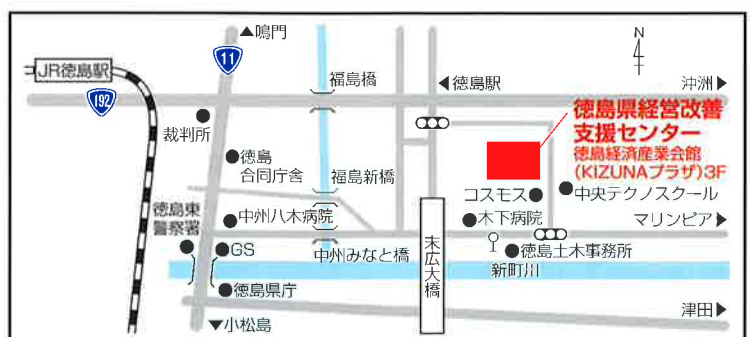 ▲鳴門
11
N
JR徳島駅
192
福島橋
◀徳島駅
沖洲▶
徳島県経営改善
支援センター
徳島経済産業会館
(KIZUNAプラザ)3F
裁判所
徳島
合同庁舎
福島新橋
コスモス
中央テクノスクール
徳島東
警察署
中州八木病院
木下病院
マリンピア▶
GS
中州みなと橋
末広大橋
徳島土木事務所
新町川
徳島県庁
津田▶
▼小松島